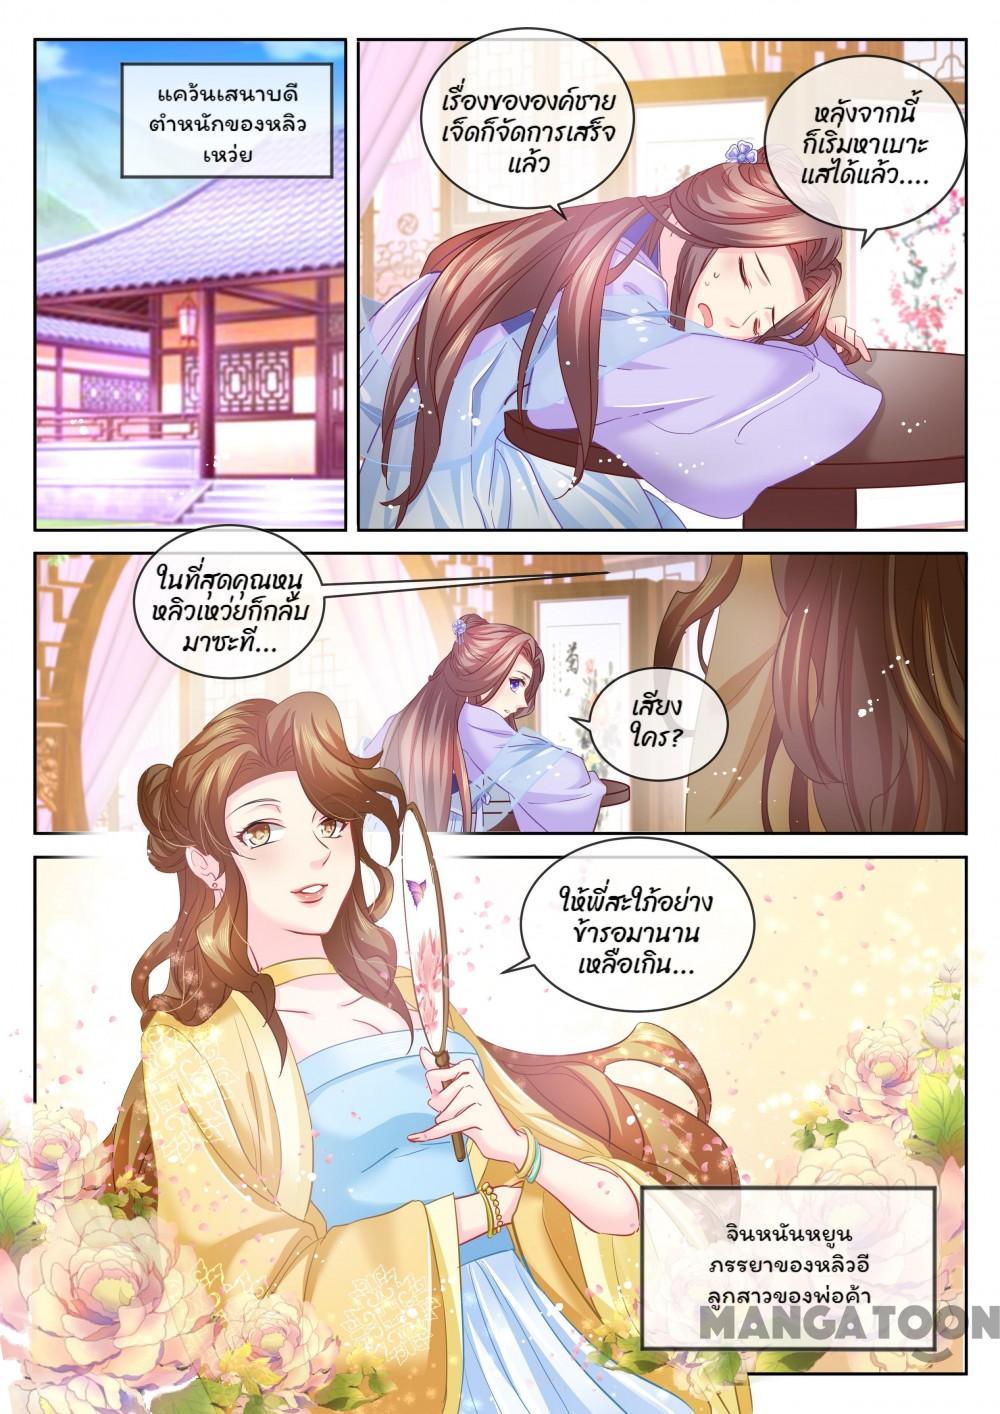 แคว้นเสนาบดี
ตำหนักของหลิว
เหว่ย
เรื่องขององค์ชาย
เจ็ดก็จัดการเสร็จ
แล้ว
หลังจากนี้
ก็เริ่มหาเบาะ
แสได้แล้ว....
ในที่สุดคุณหนู
หลิวเหว่ยก็กลับ
มาซะที...
เสียง
ใคร?
ให้พี่สะใภ้อย่าง
ข้ารอมานาน
เหลือเกิน...
จินหนันหยูน
ภรรยาของหลิวอี
ลูกสาวของพ่อค้า
MANGATOON